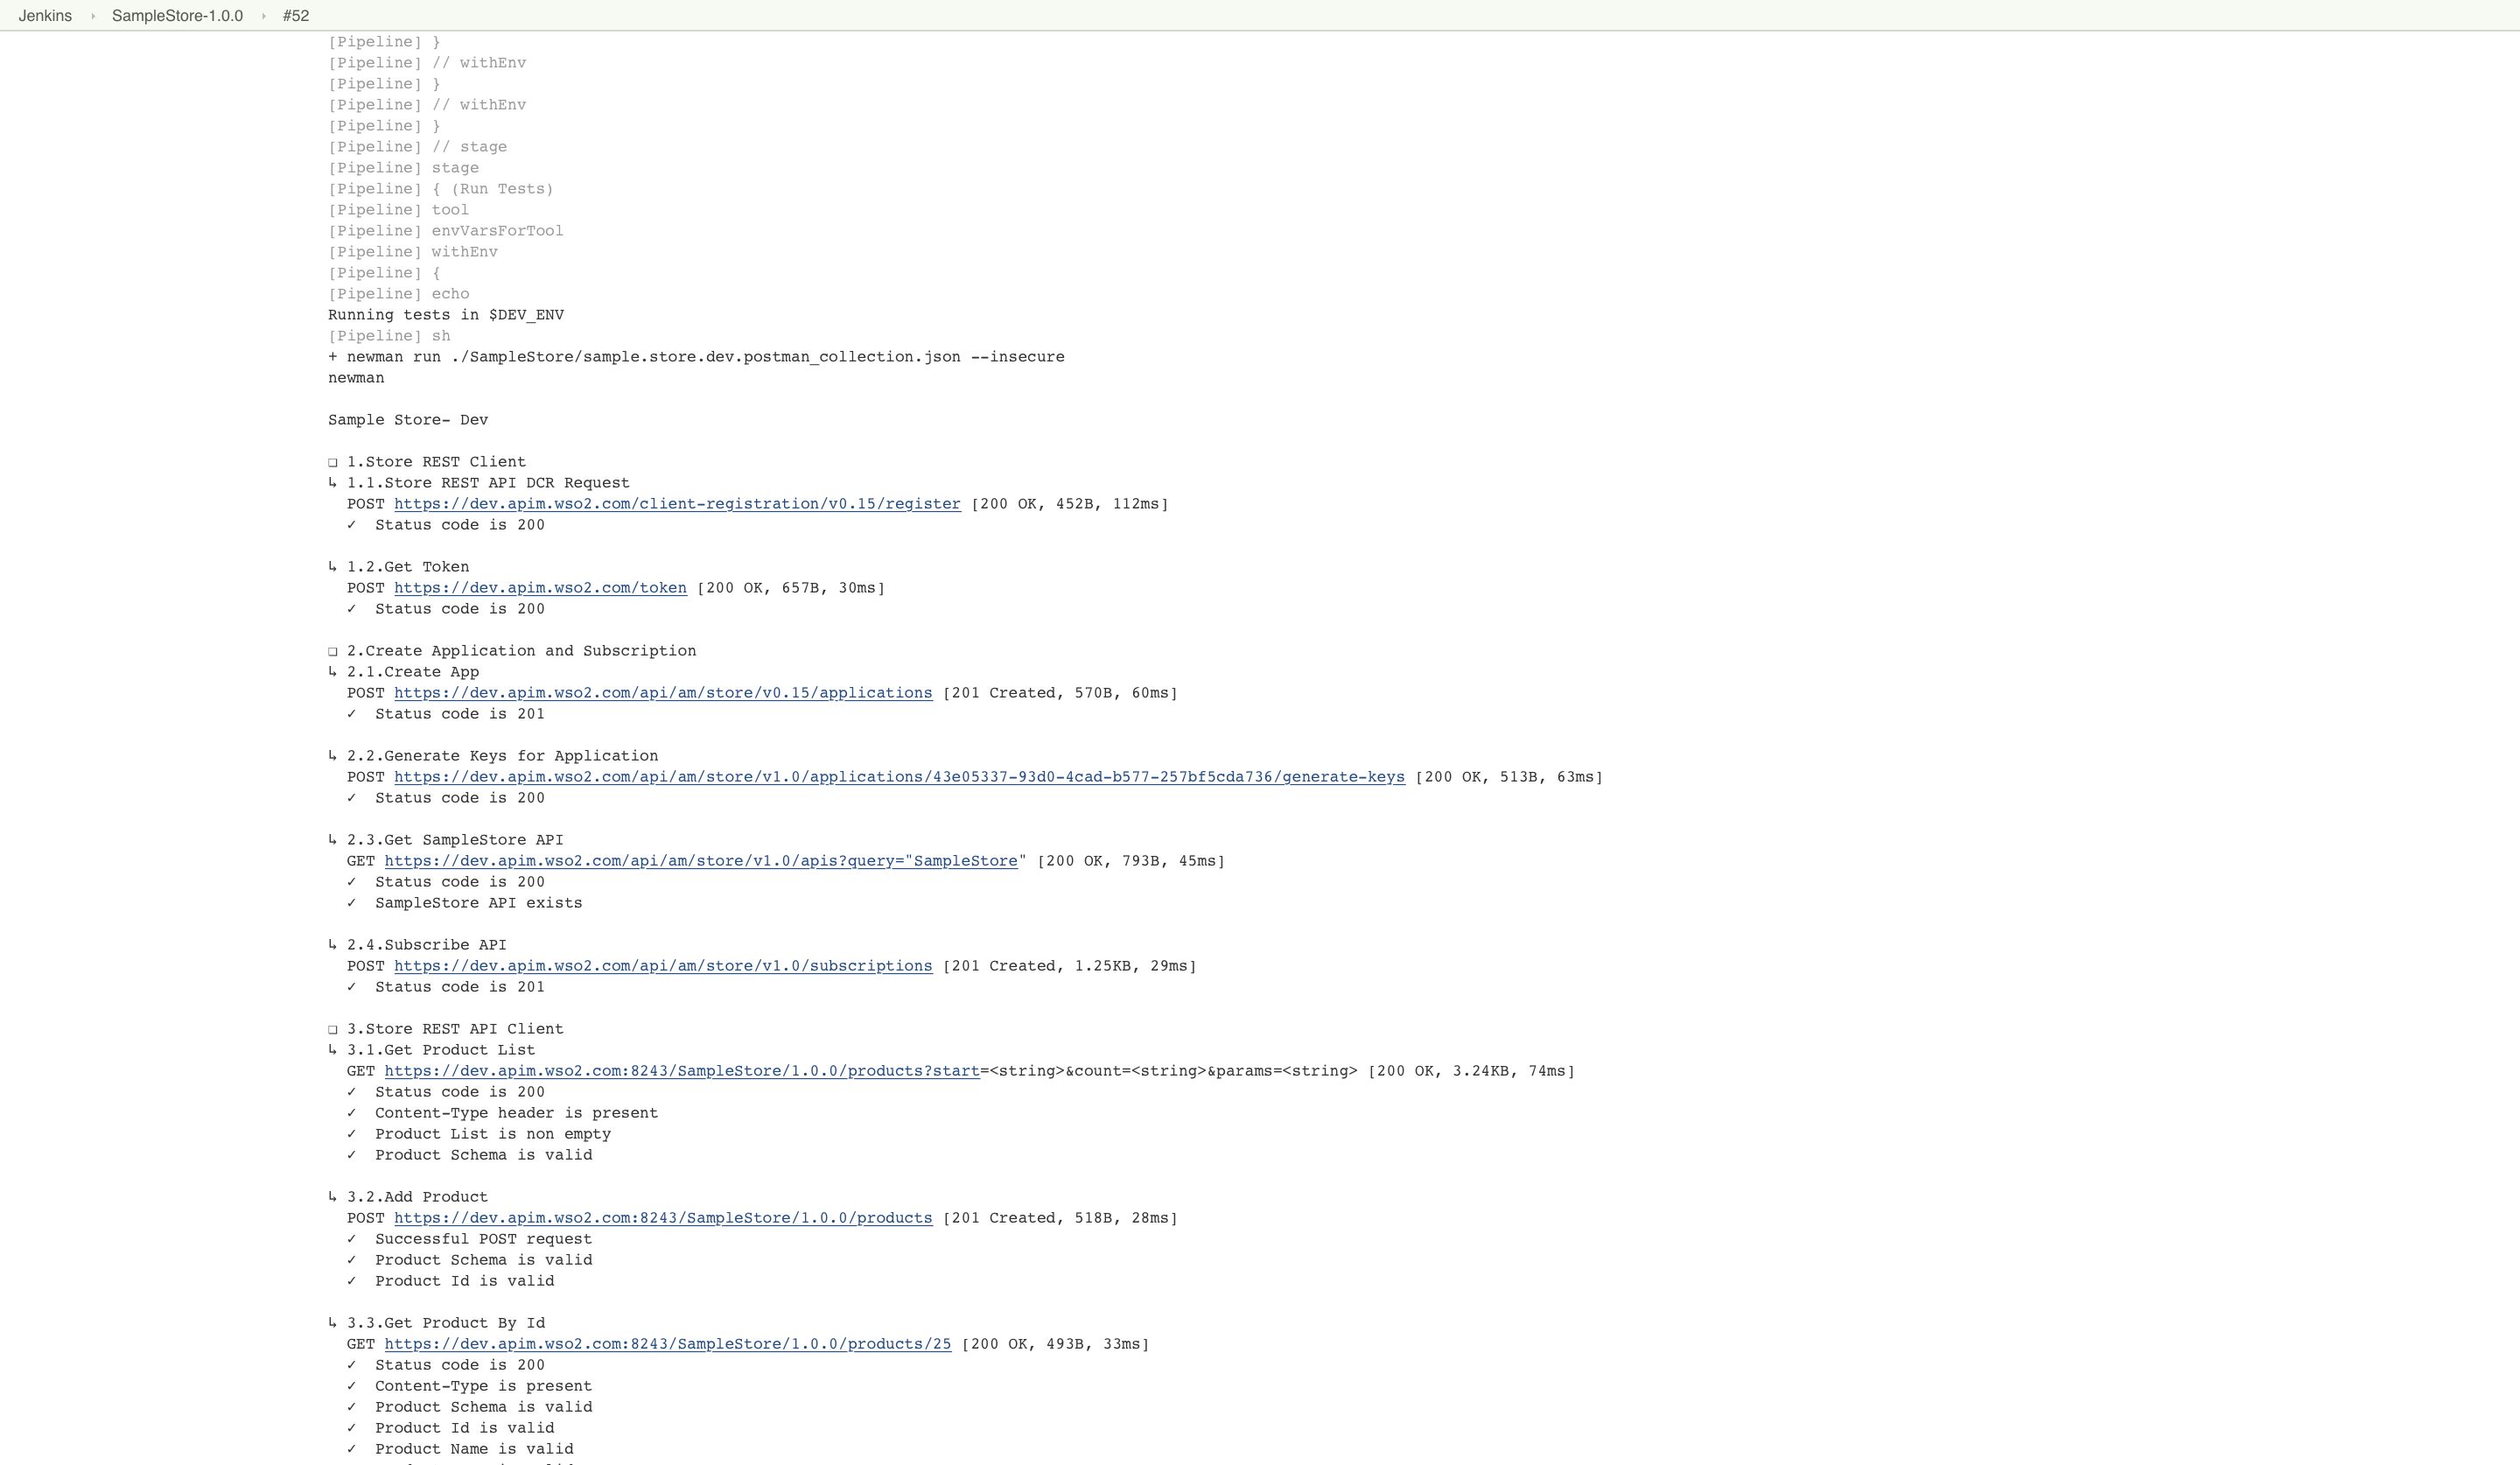 Jenkins › SampleStore-1.0.0 › #52
[Pipeline] }
[Pipeline] // withEnv
[Pipeline] }
[Pipeline] // withEnv
[Pipeline] }
[Pipeline] // stage
[Pipeline] stage
[Pipeline] { (Run Tests)
[Pipeline] tool
[Pipeline] envVarsForTool
[Pipeline] withEnv
[Pipeline] {
[Pipeline] echo
Running tests in $DEV_ENV
[Pipeline] sh
+ newman run ./SampleStore/sample.store.dev.postman_collection.json --insecure
newman
Sample Store- Dev
❏ 1.Store REST Client
↳ 1.1.Store REST API DCR Request
POST https://dev.apim.wso2.com/client-registration/v0.15/register [200 OK, 452B, 112ms]
✓ Status code is 200
↳ 1.2.Get Token
POST https://dev.apim.wso2.com/token [200 OK, 657B, 30ms]
✓ Status code is 200
❏ 2.Create Application and Subscription
↳ 2.1.Create App
POST https://dev.apim.wso2.com/api/am/store/v0.15/applications [201 Created, 570B, 60ms]
✓ Status code is 201
↳ 2.2.Generate Keys for Application
POST https://dev.apim.wso2.com/api/am/store/v1.0/applications/43e05337-93d0-4cad-b577-257bf5cda736/generate-keys [200 OK, 513B, 63ms]
✓ Status code is 200
↳ 2.3.Get SampleStore API
GET https://dev.apim.wso2.com/api/am/store/v1.0/apis?query="SampleStore" [200 OK, 793B, 45ms]
✓ Status code is 200
✓ SampleStore API exists
↳ 2.4.Subscribe API
POST https://dev.apim.wso2.com/api/am/store/v1.0/subscriptions [201 Created, 1.25KB, 29ms]
✓ Status code is 201
❏ 3.Store REST API Client
↳ 3.1.Get Product List
GET https://dev.apim.wso2.com:8243/SampleStore/1.0.0/products?start=<string>&count=<string>&params=<string> [200 OK, 3.24KB, 74ms]
✓ Status code is 200
✓ Content-Type header is present
✓ Product List is non empty
✓ Product Schema is valid
↳ 3.2.Add Product
POST https://dev.apim.wso2.com:8243/SampleStore/1.0.0/products [201 Created, 518B, 28ms]
✓ Successful POST request
✓ Product Schema is valid
✓ Product Id is valid
↳ 3.3.Get Product By Id
GET https://dev.apim.wso2.com:8243/SampleStore/1.0.0/products/25 [200 OK, 493B, 33ms]
✓ Status code is 200
✓ Content-Type is present
✓ Product Schema is valid
✓ Product Id is valid
✓ Product Name is valid